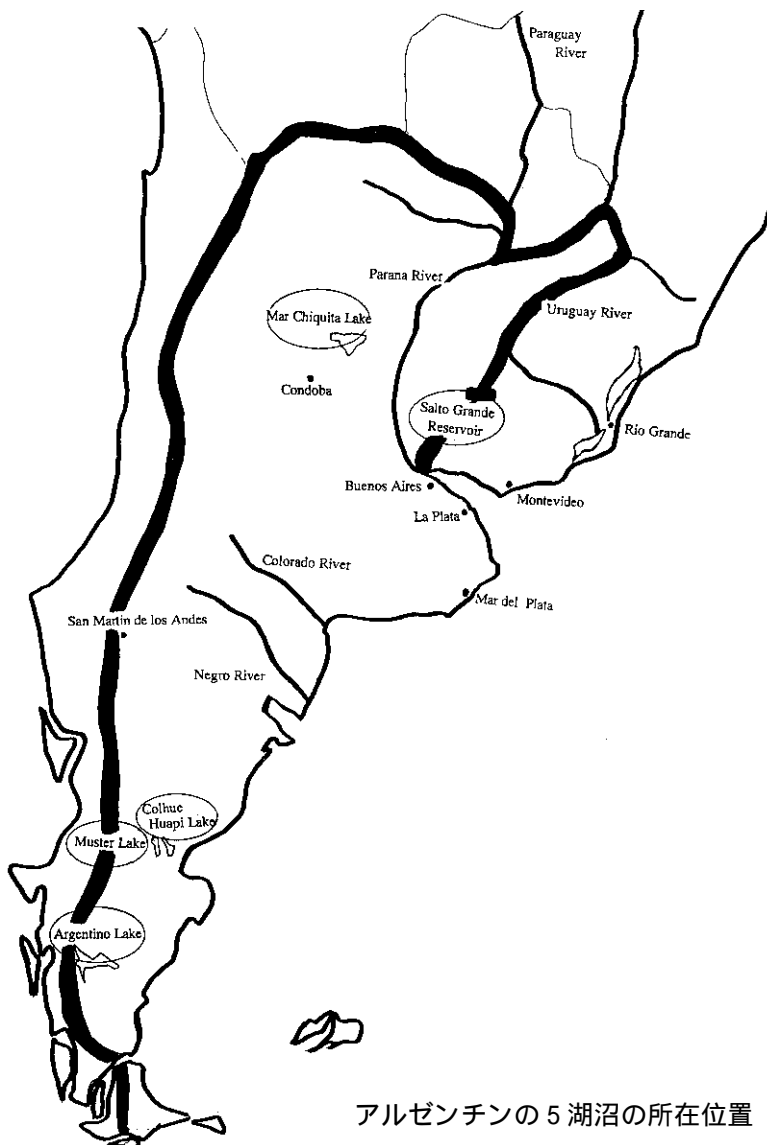 Paraguay
River
Parana River
Uruguay River
Mar Chiquita Lake
Condoba
Salto Grande
Reservoir
Rio Grande
Buenos Aires
Montevideo
La Plata
Colorado River
Mar del Plata
San Martin de los Andes
Negro River
Colhue
Huapi Lake
Muster Lake
Argentino Lake
アルゼンチンの5湖沼の所在位置